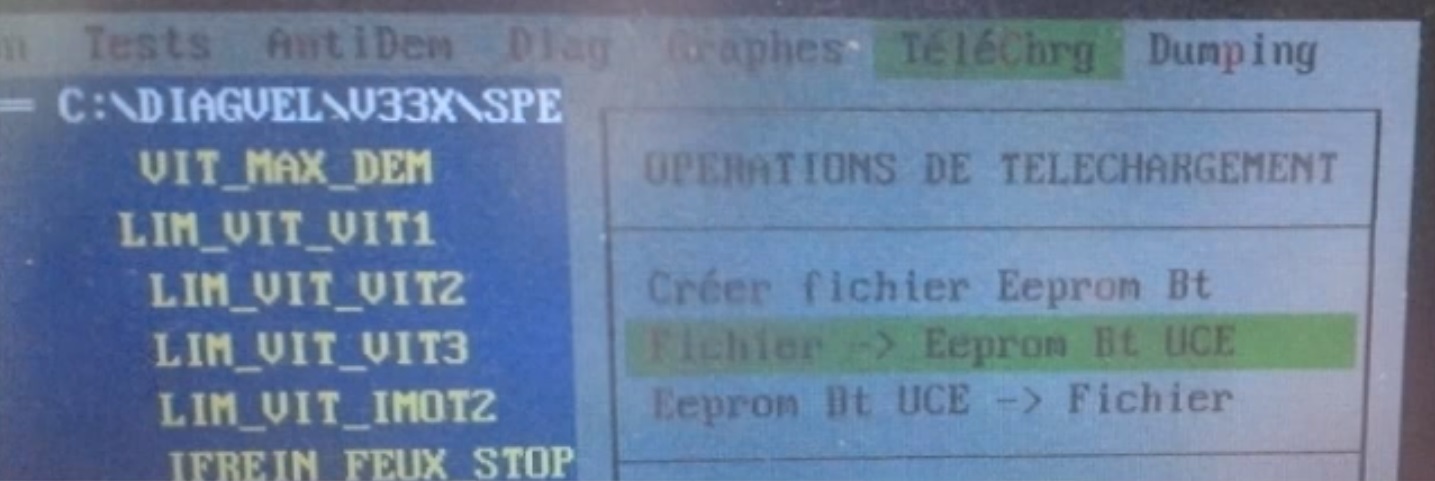 Tests AntiDem Diag Graphes TéléChrg Dumping
C:\DIAGVEL\V33X\SPE
VIT_MAX_DEM
LIM_VIT_VIT1
LIM_VIT_VIT2
LIM_VIT_VIT3
LIM_VIT_IMOT2
IFREIN_FEUX_STOP
OPERATIONS DE TELECHARGEMENT
Créer fichier Eeprom Bt
Fichier -> Eeprom Bt UCE
Eeprom Bt UCE -> Fichier